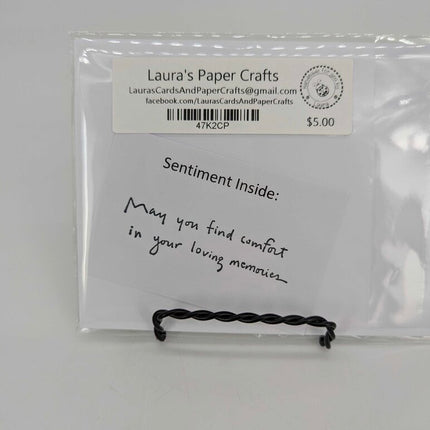 Laura's Paper Crafts
LaurasCardsAndPaperCrafts@gmail.com
facebook.com/LaurasCardsAndPaperCrafts
47K2CP
$5.00
Sentiment Inside:
May you find comfort
in your loving memories